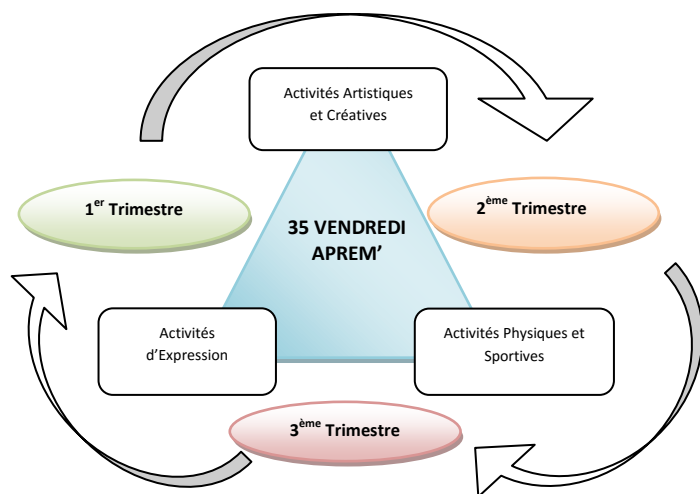 Activités Artistiques
et Créatives
1er Trimestre
2ème Trimestre
35 VENDREDI
APREM’
Activités
d’Expression
Activités Physiques et
Sportives
3ème Trimestre